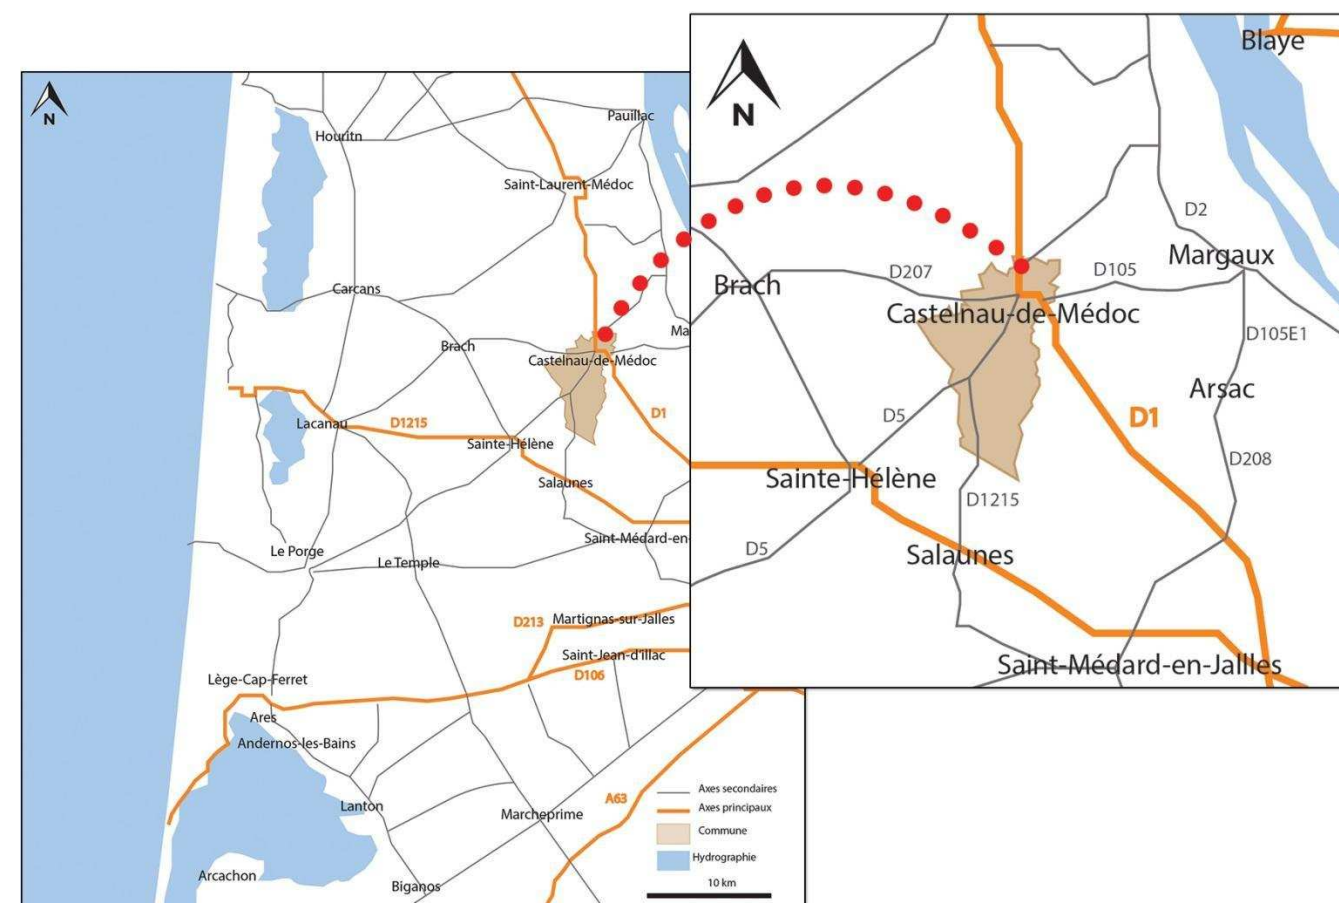 N
Houritn
Pauillac
Saint-Laurent-Médoc
Carcans
Brach
Ma
Castelnau-de-Médoc
Lacanau
D1215
D1
Sainte-Hélène
Salaunes
Saint-Médard-en-
Le Porge
Le Temple
D213
Martignas-sur-Jalles
Saint-Jean-d'illac
D106
Lège-Cap-Ferret
Ares
Andernos-les-Bains
Lanton
Marcheprime
A63
Arcachon
Biganos
Axes secondaires
Axes principaux
Commune
Hydrographie
10 km
N
Blaye
D2
Margaux
Brach
D207
D105
Castelnau-de-Médoc
D105E1
Arsac
D5
D1
D208
Sainte-Hélène
D1215
D5
Salaunes
Saint-Médard-en-Jallles